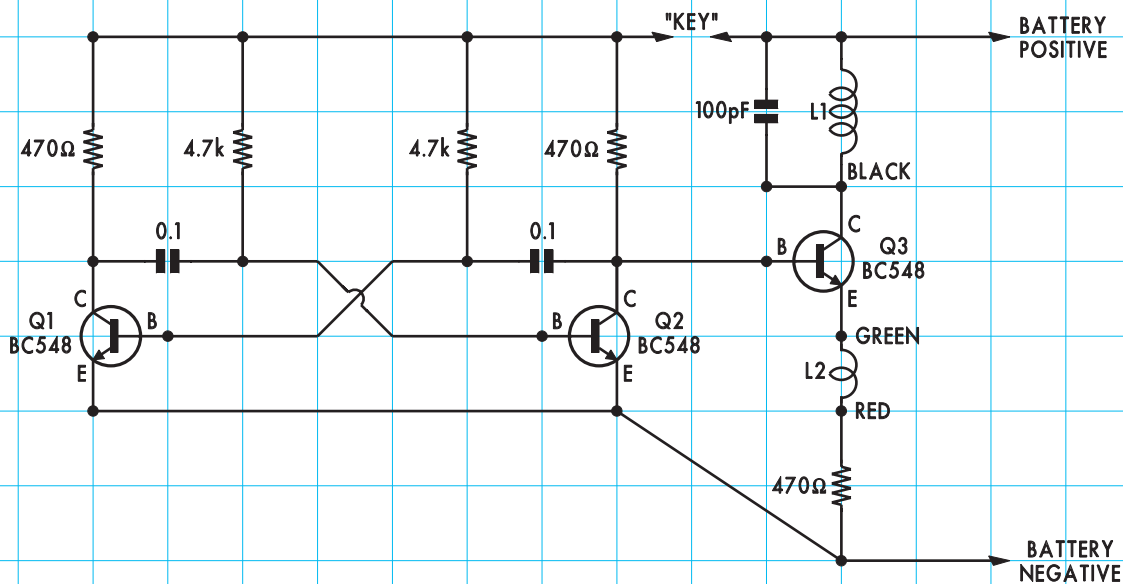 "KEY"
BATTERY
POSITIVE
100pF
L1
470Ω
4.7k
4.7k
470Ω
BLACK
0.1
0.1
C
B
Q3
BC548
E
C
Q1
BC548
B
E
C
B
Q2
BC548
E
GREEN
L2
RED
470Ω
BATTERY
NEGATIVE